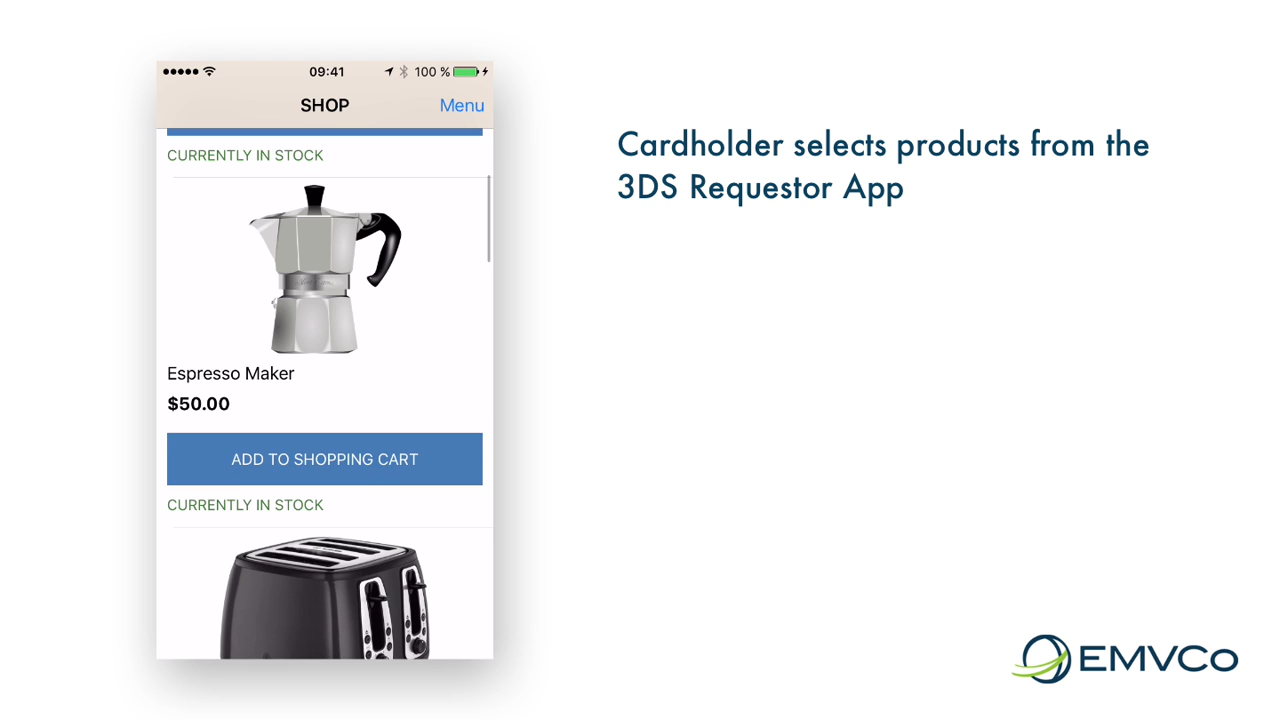 09:41
100 %
SHOP
Menu
CURRENTLY IN STOCK
Espresso Maker
$50.00
ADD TO SHOPPING CART
CURRENTLY IN STOCK
Cardholder selects products from the
3DS Requestor App
EMVCo